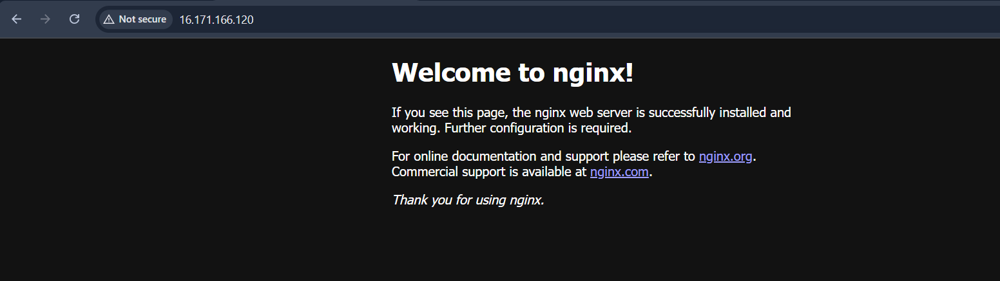 Not secure 16.171.166.120
Welcome to nginx!
If you see this page, the nginx web server is successfully installed and
working. Further configuration is required.
For online documentation and support please refer to nginx.org.
Commercial support is available at nginx.com.
Thank you for using nginx.